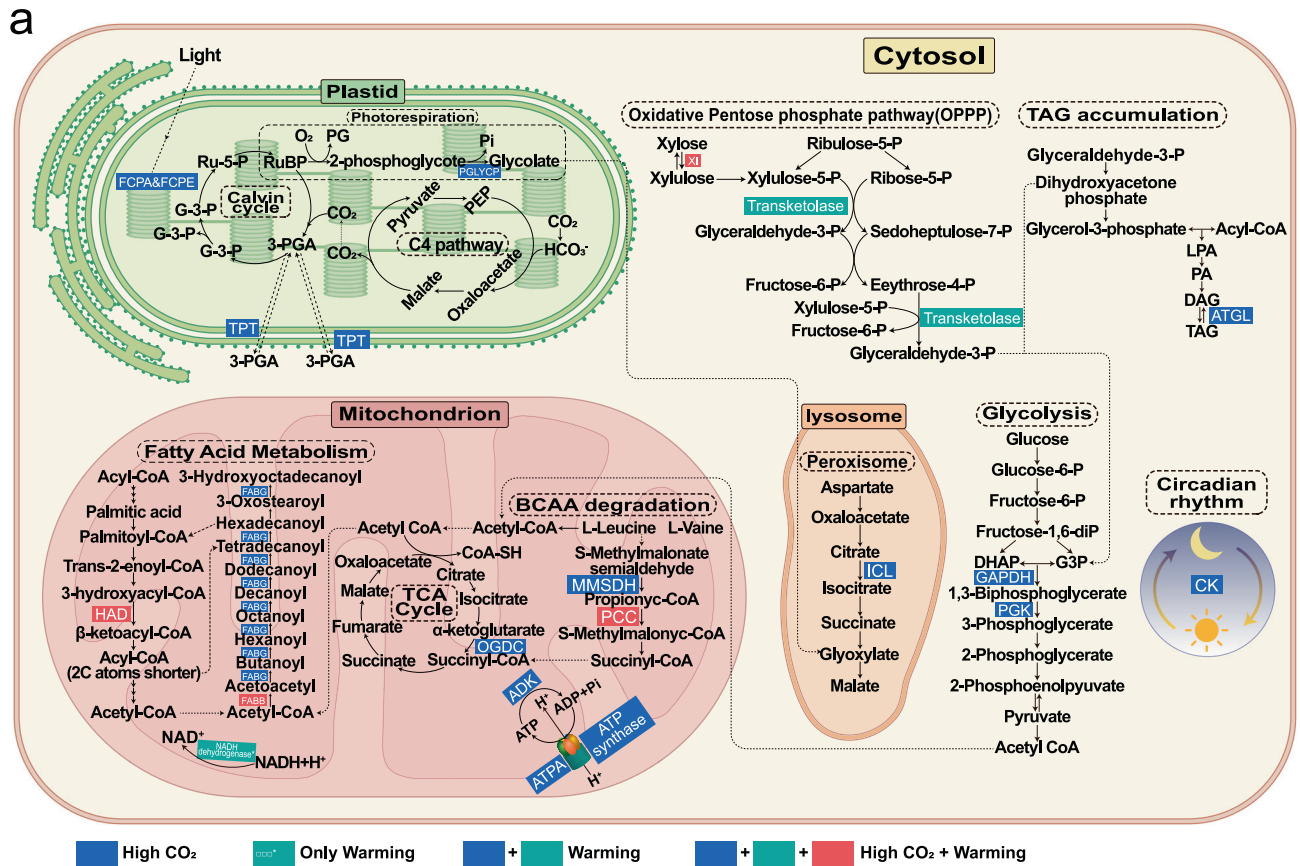 a
Light
Plastid
Photorespiration
O₂
PG
Pi
Ru-5-P
RuBP
2-phosphoglycote
Glycolate
PGLYCP
FCPA&FCPE
Calvin
cycle
G-3-P
G-3-P
G-3-P
3-PGA
CO₂
CO₂
Pyruvate
PEP
C4 pathway
CO₂
HCO₃⁻
Malate
Oxaloacetate
TPT
TPT
3-PGA
3-PGA
Cytosol
Oxidative Pentose phosphate pathway(OPPP)
Xylose
XI
Xylulose
Ribulose-5-P
Xylulose-5-P
Ribose-5-P
Transketolase
Glyceraldehyde-3-P
Sedoheptulose-7-P
Fructose-6-P
Eeythrose-4-P
Xylulose-5-P
Transketolase
Fructose-6-P
Glyceraldehyde-3-P
TAG accumulation
Glyceraldehyde-3-P
Dihydroxyacetone
phosphate
Glycerol-3-phosphate
Acyl-CoA
LPA
PA
DAG
ATGL
TAG
Mitochondrion
Fatty Acid Metabolism
Acyl-CoA
Palmitic acid
Palmitoyl-CoA
Trans-2-enoyl-CoA
3-hydroxyacyl-CoA
HAD
β-ketoacyl-CoA
Acyl-CoA
(2C atoms shorter)
Acetyl-CoA
3-Hydroxyoctadecanoyl
FABG
3-Oxostearoyl
FABG
Hexadecanoyl
FABG
Tetradecanoyl
FABG
Dodecanoyl
FABG
Decanoyl
FABG
Octanoyl
FABG
Hexanoyl
FABG
Butanoyl
FABG
Acetoacetyl
FABB
Acetyl-CoA
NAD⁺
NADH
dehydrogenase*
NADH+H⁺
BCAA degradation
Acetyl CoA
Acetyl-CoA
L-Leucine
L-Vaine
Oxaloacetate
CoA-SH
Citrate
Malate
TCA
Cycle
Isocitrate
Fumarate
α-ketoglutarate
OGDC
Succinate
Succinyl-CoA
S-Methylmalonate
semialdehyde
MMSDH
Propionyc-CoA
PCC
S-Methylmalonyc-CoA
Succinyl-CoA
ADK
H⁺
ADP+Pi
ATP
ATP
synthase
ATPA
H⁺
lysosome
Peroxisome
Aspartate
Oxaloacetate
Citrate
ICL
Isocitrate
Succinate
Glyoxylate
Malate
Glycolysis
Glucose
Glucose-6-P
Fructose-6-P
Fructose-1,6-diP
DHAP
G3P
GAPDH
1,3-Biphosphoglycerate
PGK
3-Phosphoglycerate
2-Phosphoglycerate
2-Phosphoenolpyuvate
Pyruvate
Acetyl CoA
Circadian
rhythm
CK
High CO₂
□□□* Only Warming
+ Warming
+ + High CO₂ + Warming